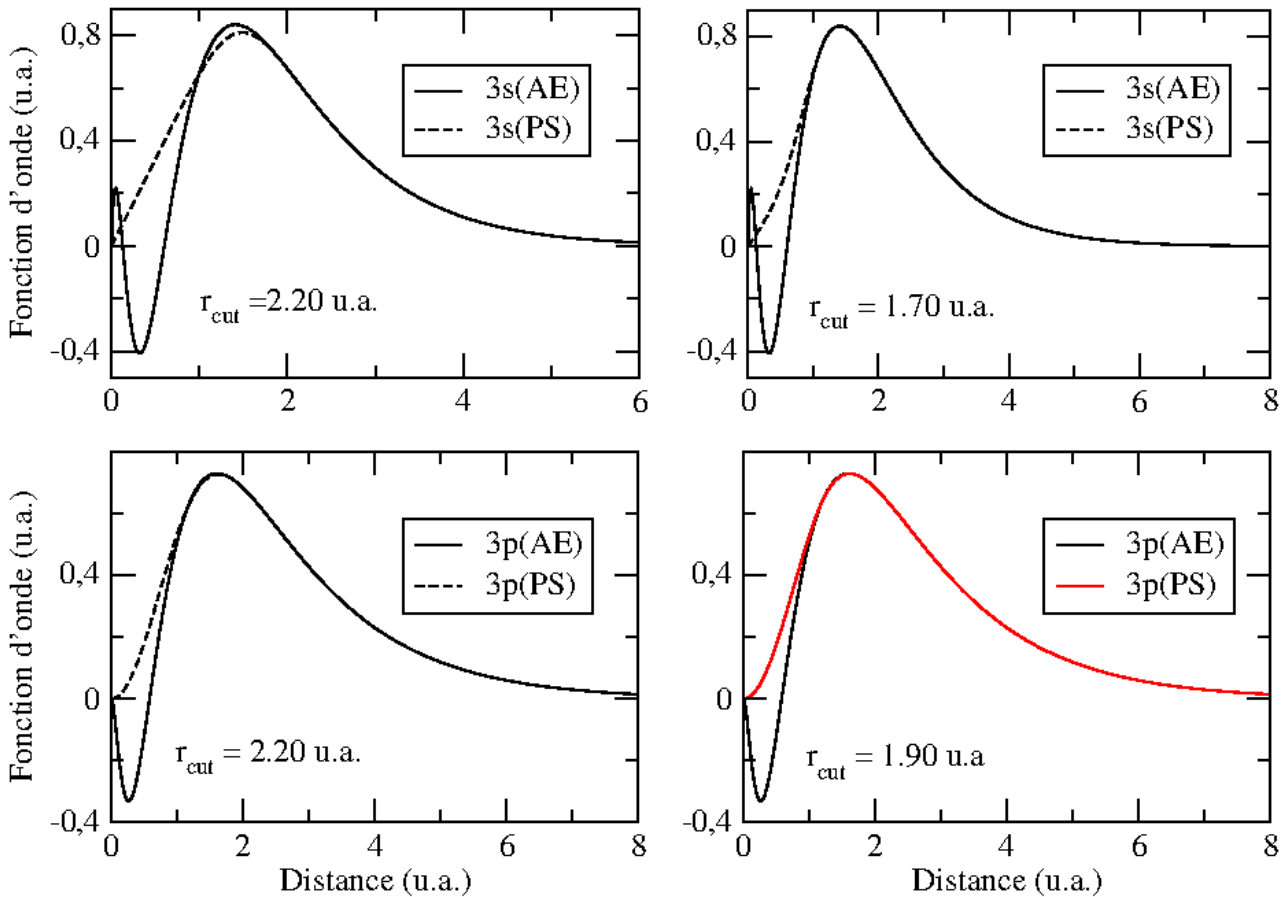 Fonction d'onde (u.a.)
0,8
0,4
0
-0,4
3s(AE)
3s(PS)
r_cut =2.20 u.a.
0 2 4 6
0,8
0,4
0
-0,4
3s(AE)
3s(PS)
r_cut = 1.70 u.a.
0 2 4 6 8
Fonction d'onde (u.a.)
0,4
0
-0,4
3p(AE)
3p(PS)
r_cut = 2.20 u.a.
0 2 4 6 8
Distance (u.a.)
0,4
0
-0,4
3p(AE)
3p(PS)
r_cut = 1.90 u.a
0 2 4 6 8
Distance (u.a.)